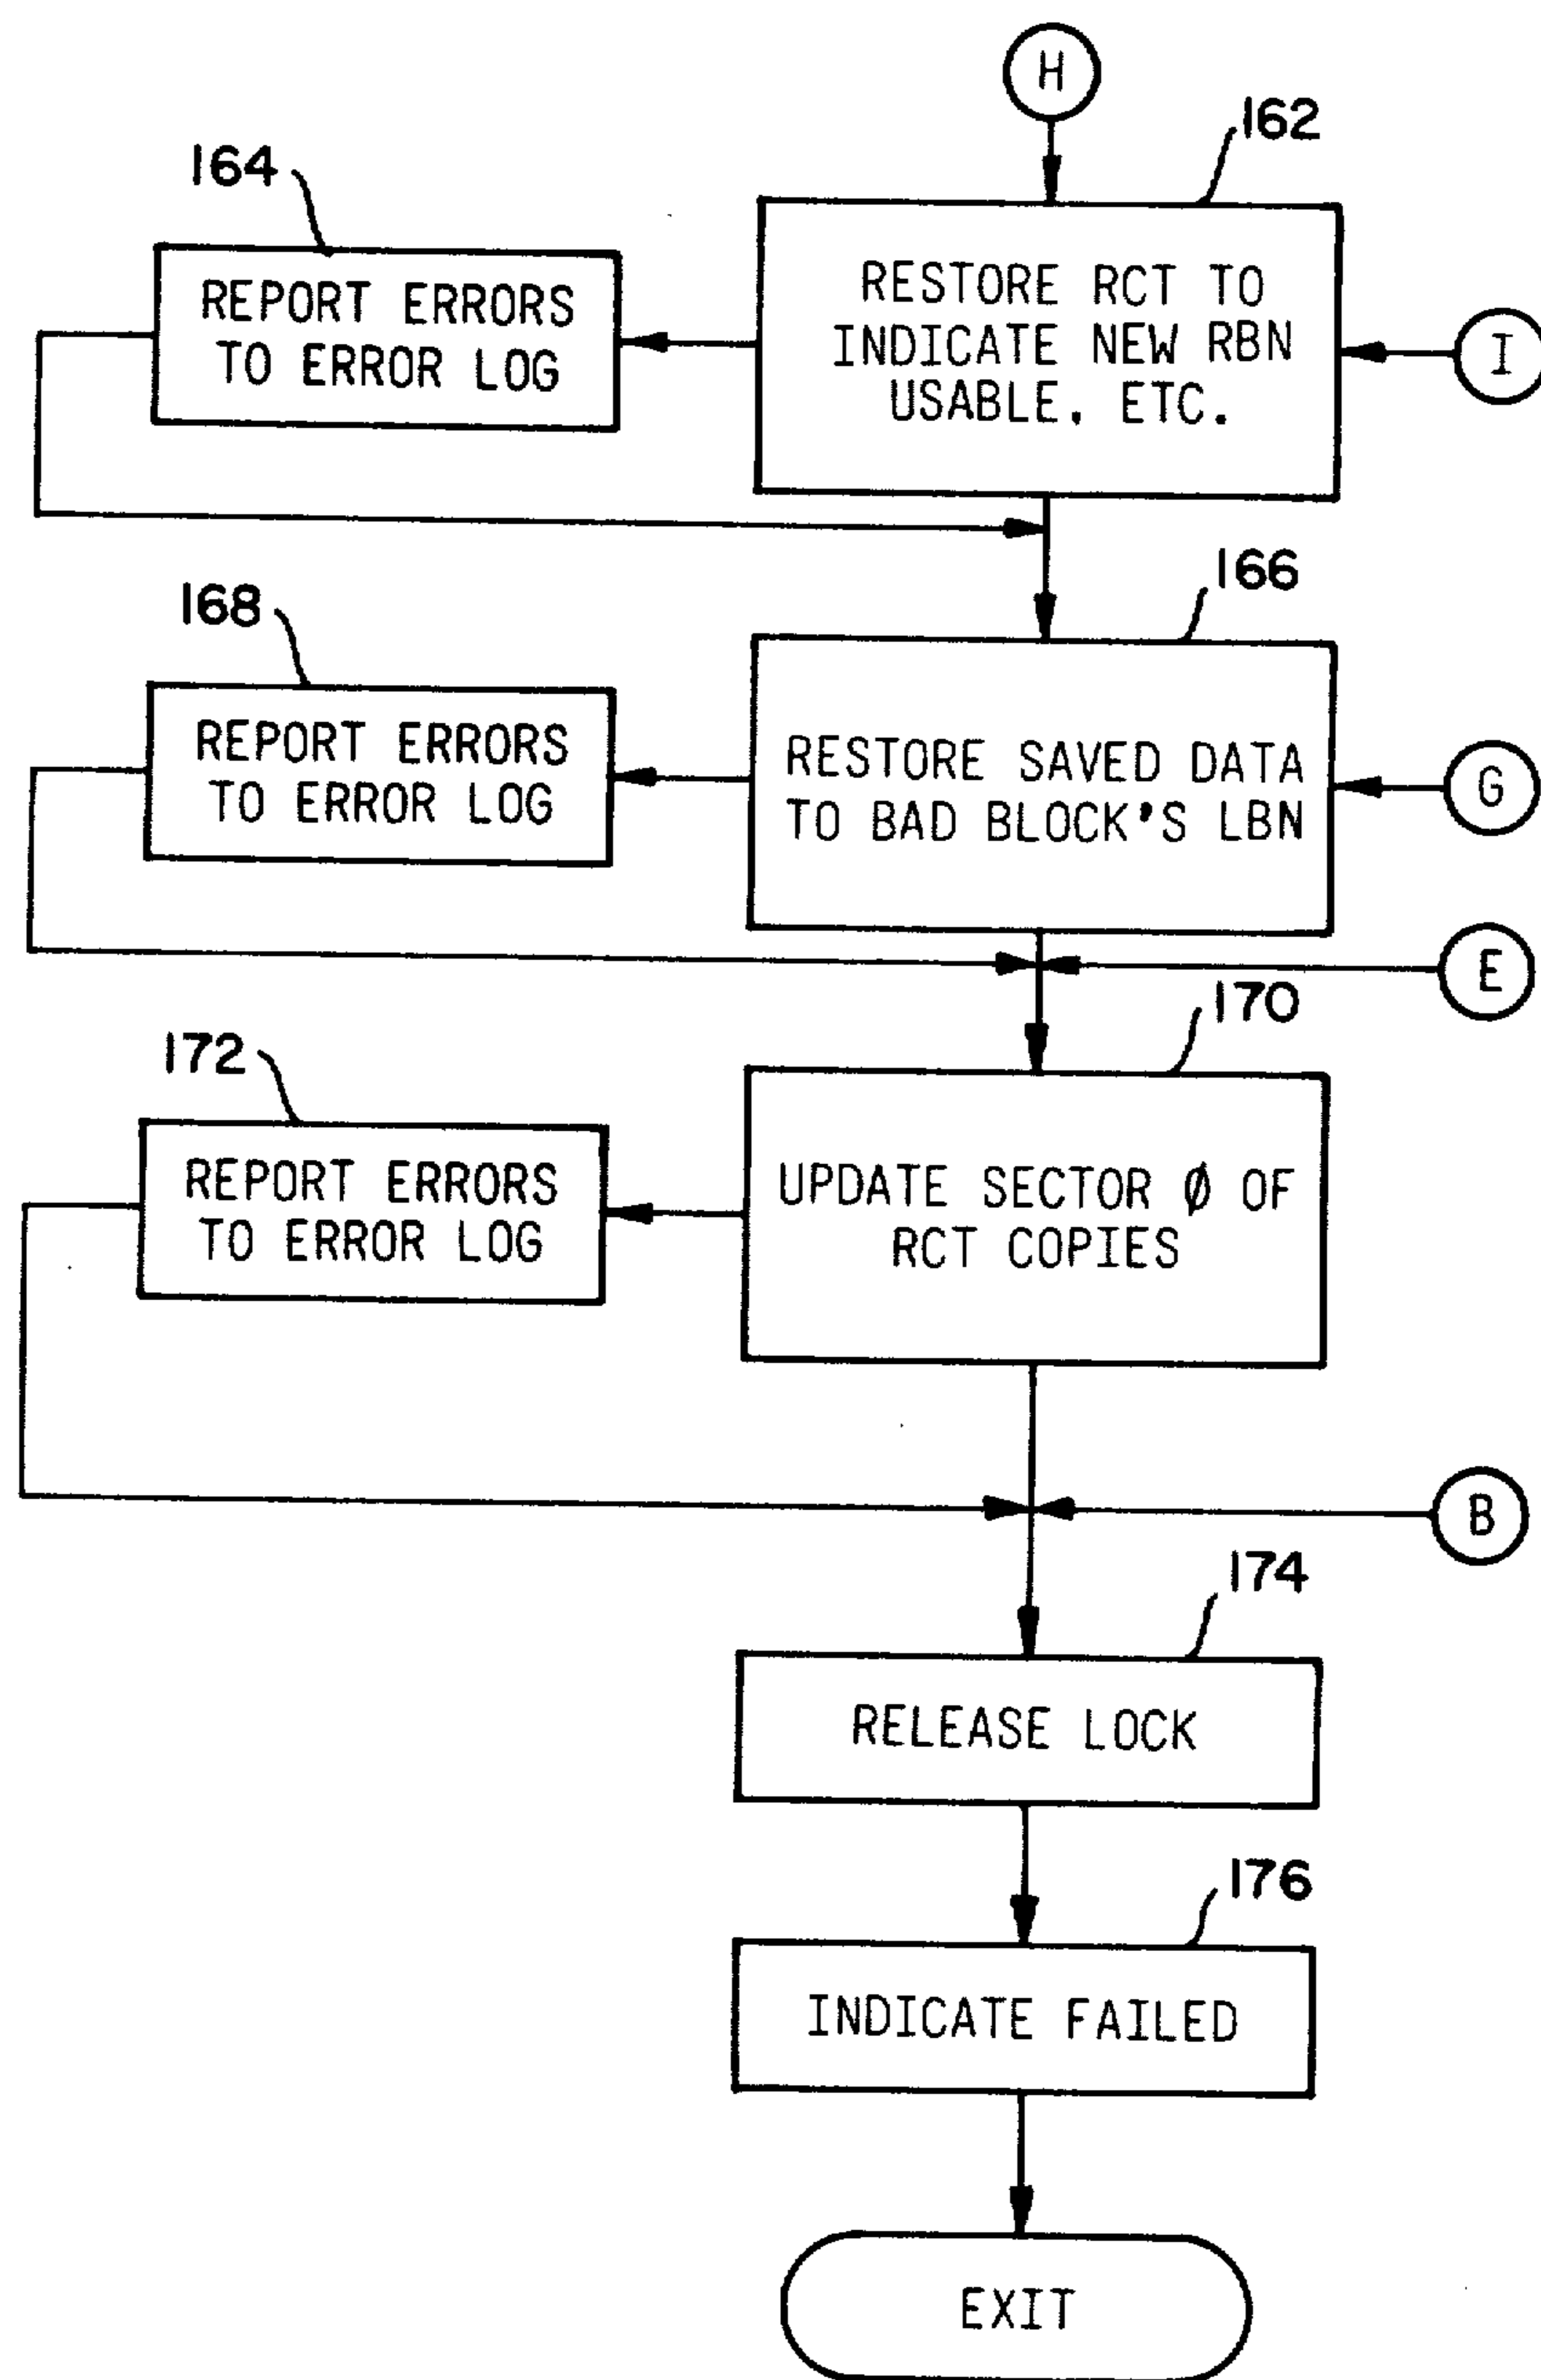 H
162
164
RESTORE RCT TO
INDICATE NEW RBN
USABLE, ETC.
REPORT ERRORS
TO ERROR LOG
I
166
168
RESTORE SAVED DATA
TO BAD BLOCK'S LBN
REPORT ERRORS
TO ERROR LOG
G
E
170
172
UPDATE SECTOR Ø OF
RCT COPIES
REPORT ERRORS
TO ERROR LOG
B
174
RELEASE LOCK
176
INDICATE FAILED
EXIT